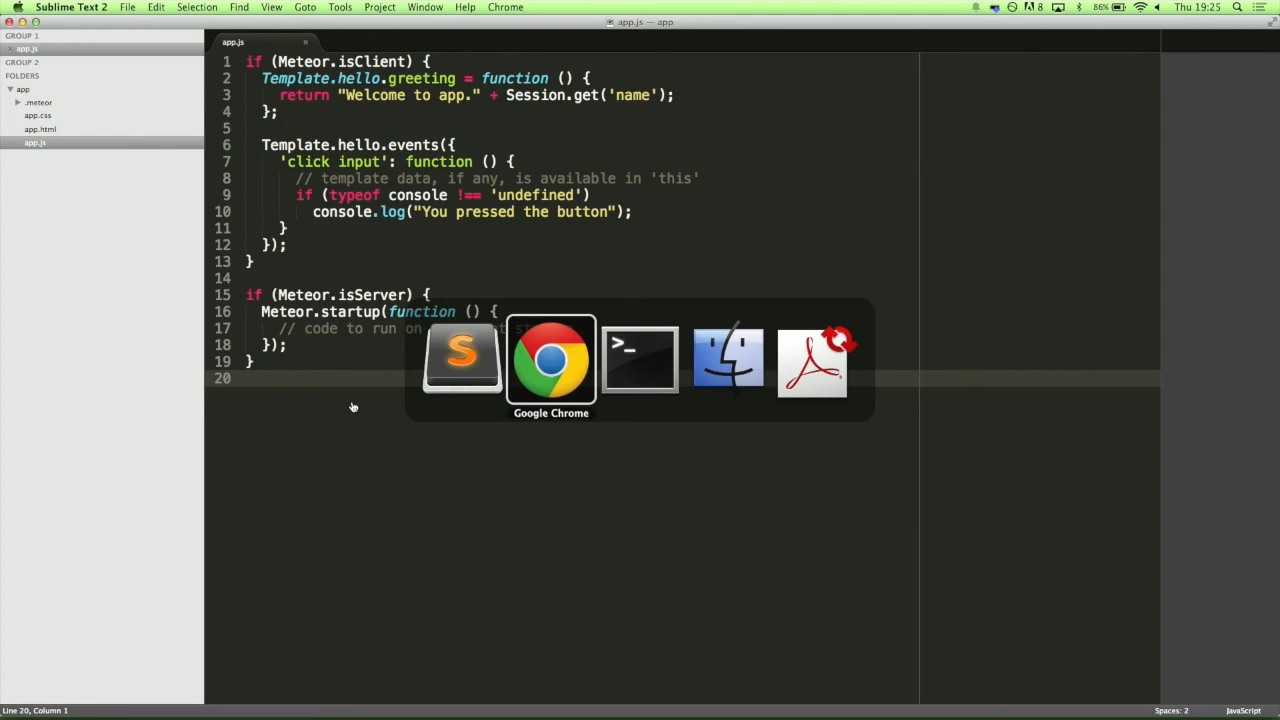 Sublime Text 2 File Edit Selection Find View Goto Tools Project Window Help Chrome 8 86% Thu 19:25
app.js — app
GROUP 1
app.js
GROUP 2
FOLDERS
app
.meteor
app.css
app.html
app.js
app.js
1 if (Meteor.isClient) {
2 Template.hello.greeting = function () {
3 return "Welcome to app." + Session.get('name');
4 };
5
6 Template.hello.events({
7 'click input': function () {
8 // template data, if any, is available in 'this'
9 if (typeof console !== 'undefined')
10 console.log("You pressed the button");
11 }
12 });
13 }
14
15 if (Meteor.isServer) {
16 Meteor.startup(function () {
17 // code to run on
18 });
19 }
20
Google Chrome
Line 20, Column 1
Spaces: 2
JavaScript